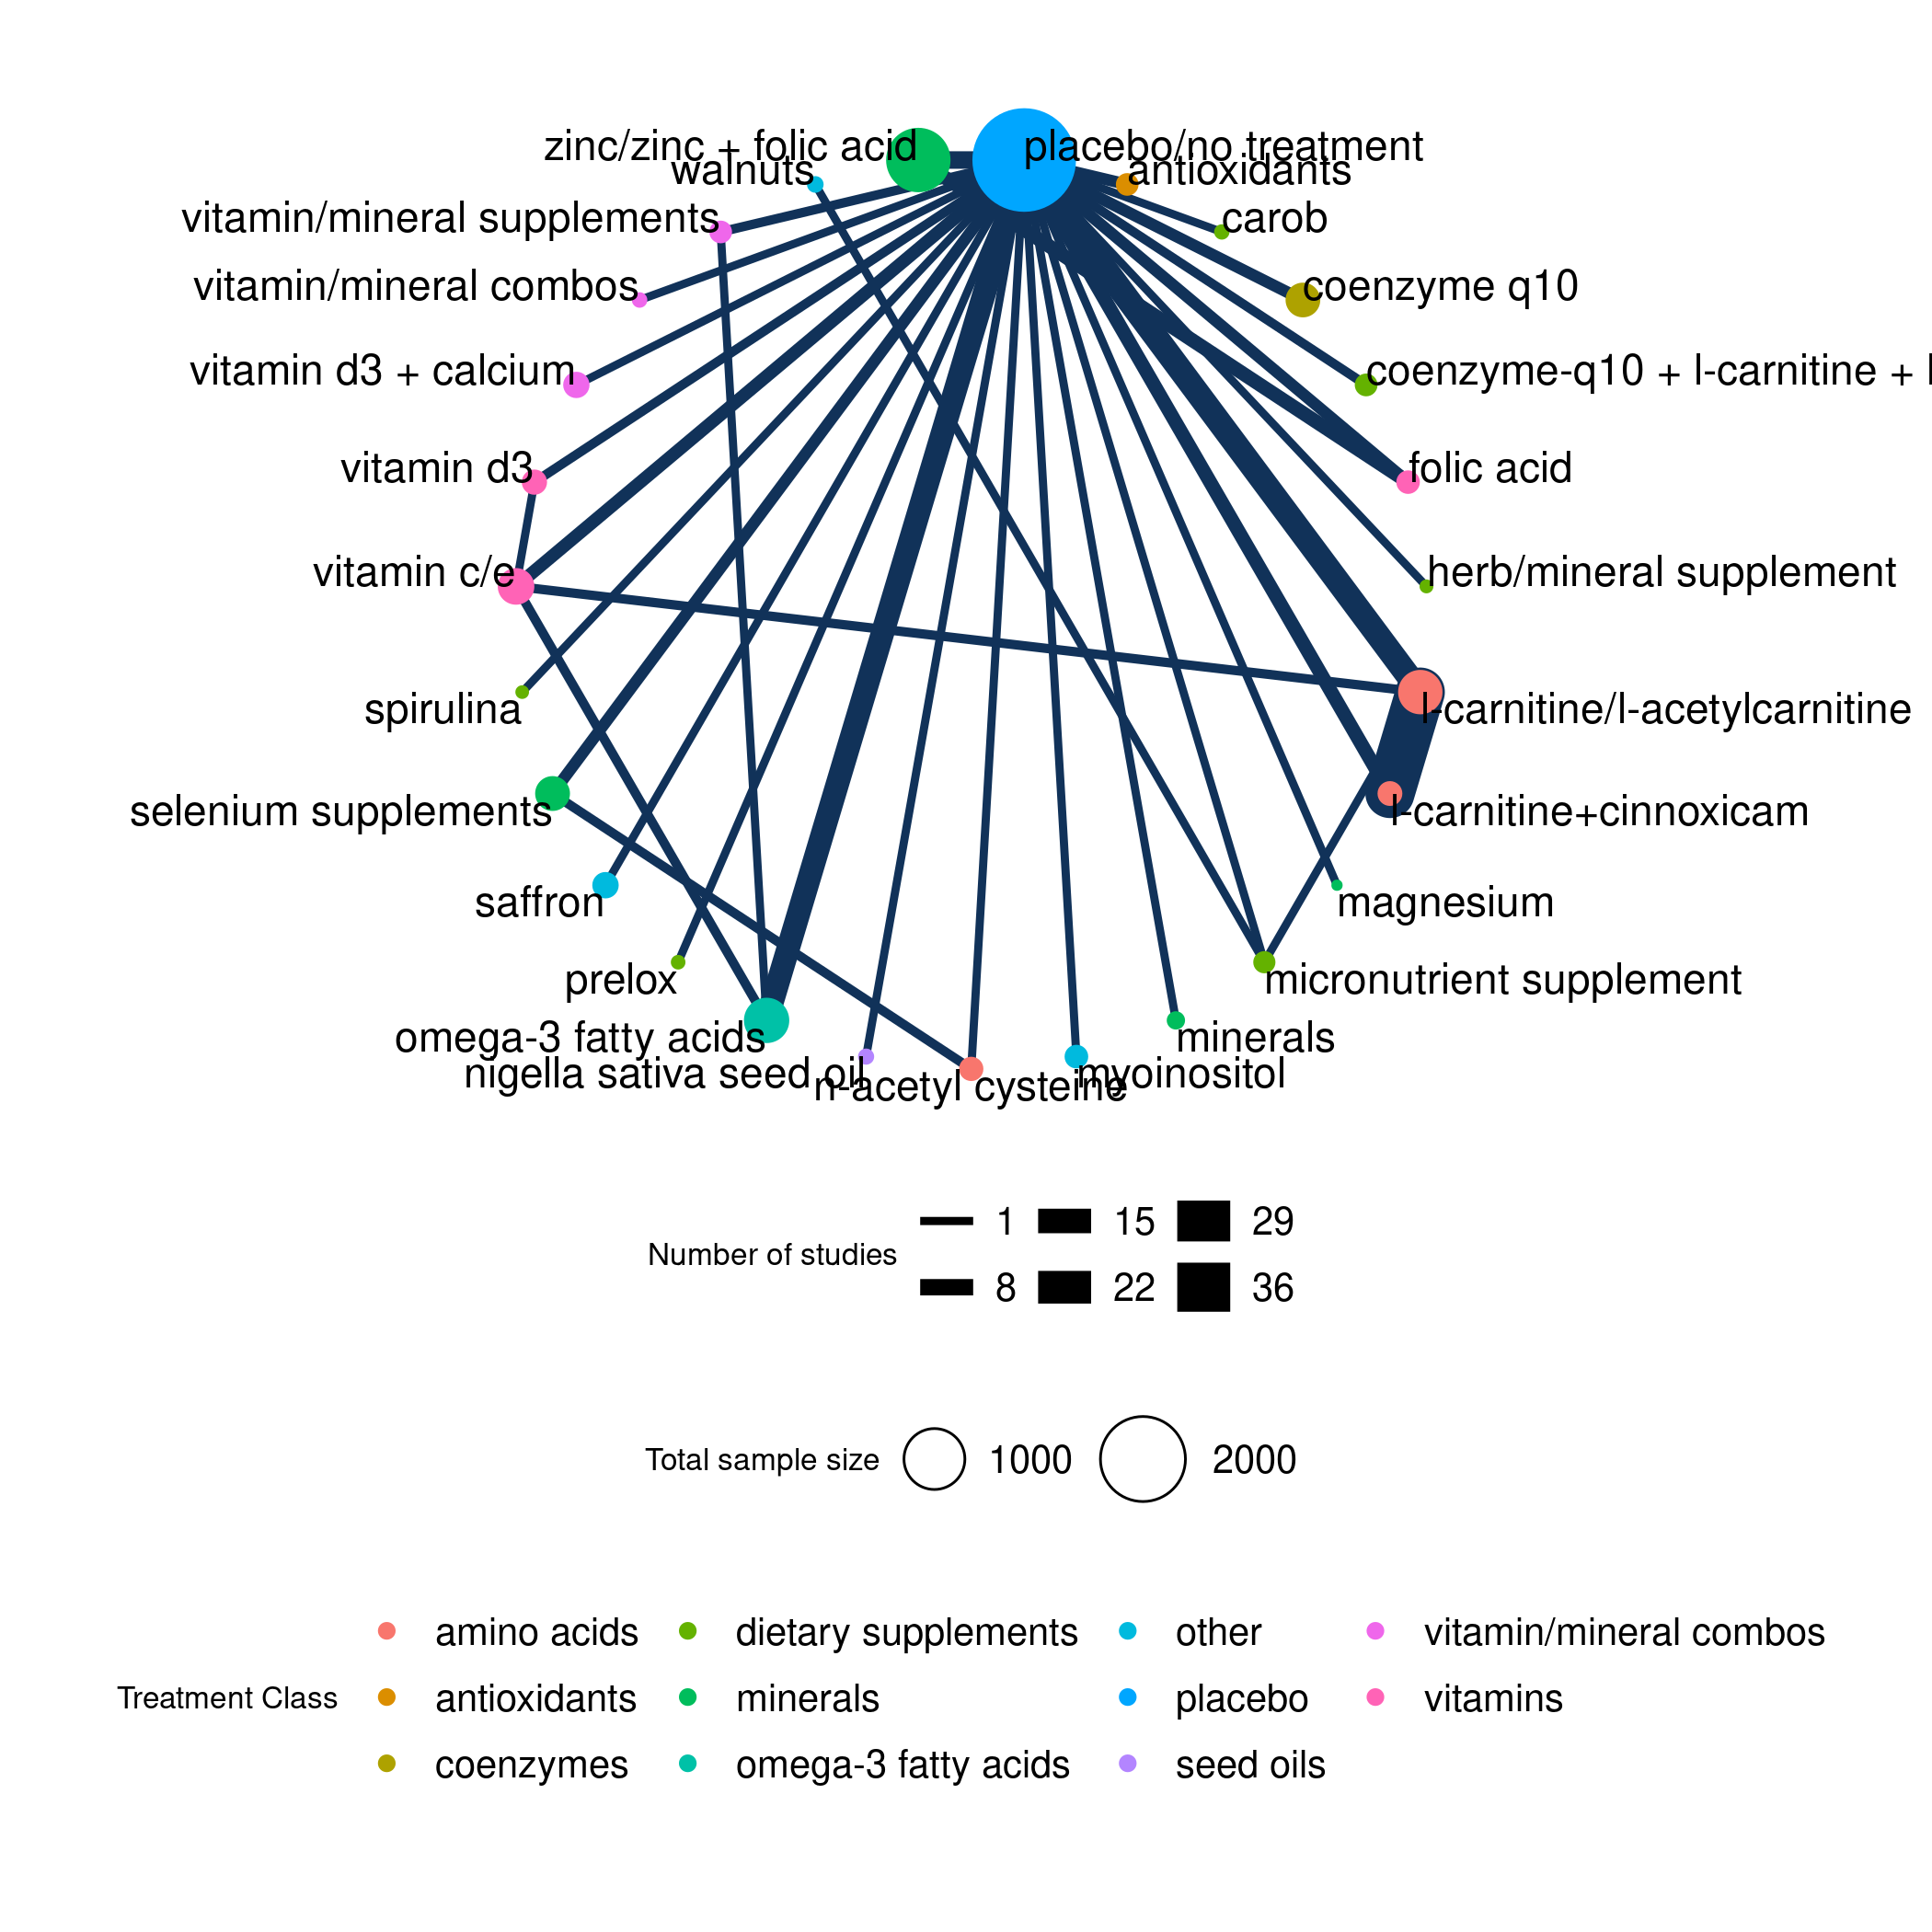 zinc/zinc + folic acid
placebo/no treatment
walnuts
antioxidants
vitamin/mineral supplements
carob
vitamin/mineral combos
coenzyme q10
vitamin d3 + calcium
coenzyme-q10 + l-carnitine +
vitamin d3
folic acid
vitamin c/e
herb/mineral supplement
spirulina
l-carnitine/l-acetylcarnitine
selenium supplements
l-carnitine+cinnoxicam
saffron
magnesium
prelox
micronutrient supplement
omega-3 fatty acids
minerals
nigella sativa seed oil
n-acetyl cysteine
myoinositol
Number of studies
1
15
29
8
22
36
Total sample size
1000
2000
Treatment Class
amino acids
dietary supplements
other
vitamin/mineral combos
antioxidants
minerals
placebo
vitamins
coenzymes
omega-3 fatty acids
seed oils